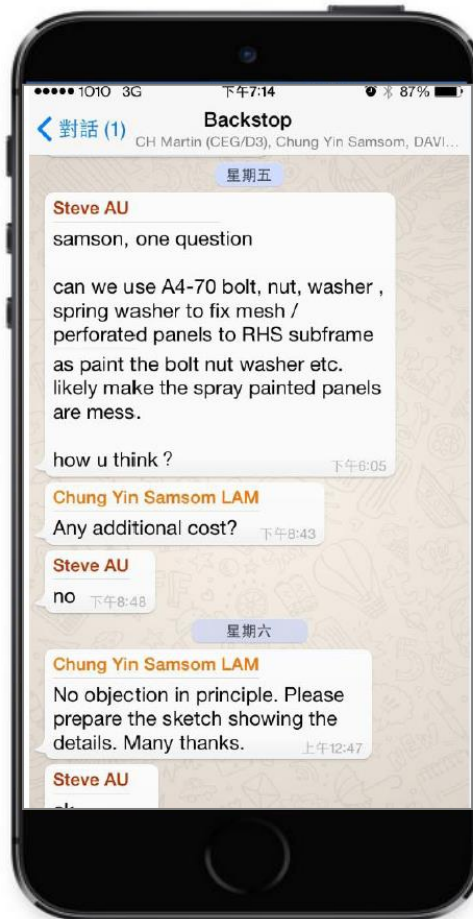 1O1O 3G 下午7:14 87%
對話 (1) Backstop
CH Martin (CEG/D3), Chung Yin Samsom, DAVI...
星期五
Steve AU
samson, one question
can we use A4-70 bolt, nut, washer ,
spring washer to fix mesh /
perforated panels to RHS subframe
as paint the bolt nut washer etc.
likely make the spray painted panels
are mess.
how u think ?
下午6:05
Chung Yin Samsom LAM
Any additional cost? 下午8:43
Steve AU
no 下午8:48
星期六
Chung Yin Samsom LAM
No objection in principle. Please
prepare the sketch showing the
details. Many thanks. 上午12:47
Steve AU